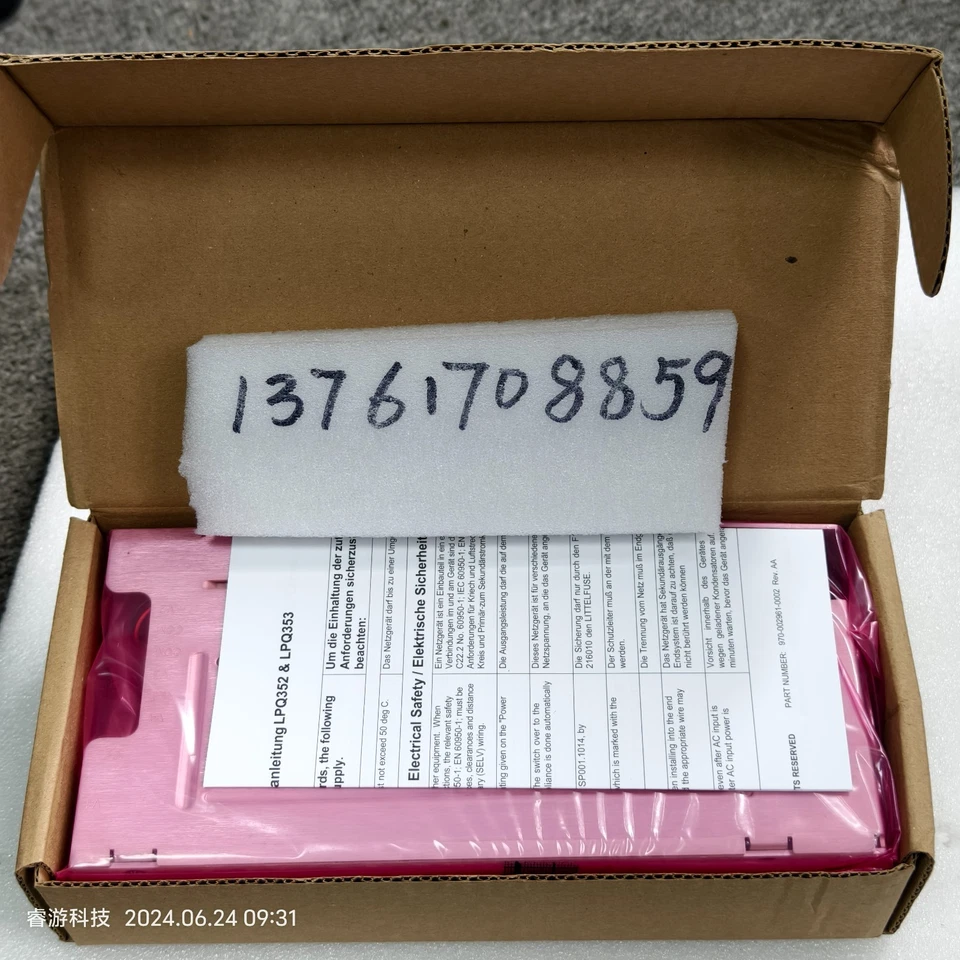 13761708859
anleitung LPQ352 & LPQ353
rds, the following
upply.
Um die Einhaltung der zut
Anforderungen sicherzus
beachten:
t not exceed 50 deg C.
Das Netzgerät darf bis zu einer Umg
Electrical Safety / Elektrische Sicherheit
her equipment. When
tions, the relevant safety
950-1; EN 60950-1; must be
es, clearances and distance
ary (SELV) wiring.
Ein Netzgerät ist ein Einbauteil in ein e
Verbindungen im und am Gerät sind d
C22.2 No. 60950-1; IEC 60950-1; EN
Anforderungen für Kriech und Luftstrec
Kreis und Primär-zum Sekundärstromk
ting given on the "Power
Die Ausgangsleistung darf die auf dem
The switch over to the
liance is done automatically
Dieses Netzgerät ist für verschiedene
Netzspannung, an die das Gerät ange
SP001.1014, by
Die Sicherung darf nur durch den F
216010 den LITTELFUSE.
which is marked with the
Der Schutzleiter muß an der mit dem
werden.
Die Trennung vom Netz muß im Endg
en installing into the end
d the appropriate wire may
Das Netzgerät hat Sekundärausgänge
Endsystem ist darauf zu achten, daß
nicht berührt werden können
even after AC input is
er AC input power is
Vorsicht innerhalb des Gerätes
wegen geladener Kondensatoren auf.
minuten warten, bevor das Gerät ange
TS RESERVED
PART NUMBER: 970-002961-0002 Rev. AA
睿游科技 2024.06.24 09:31